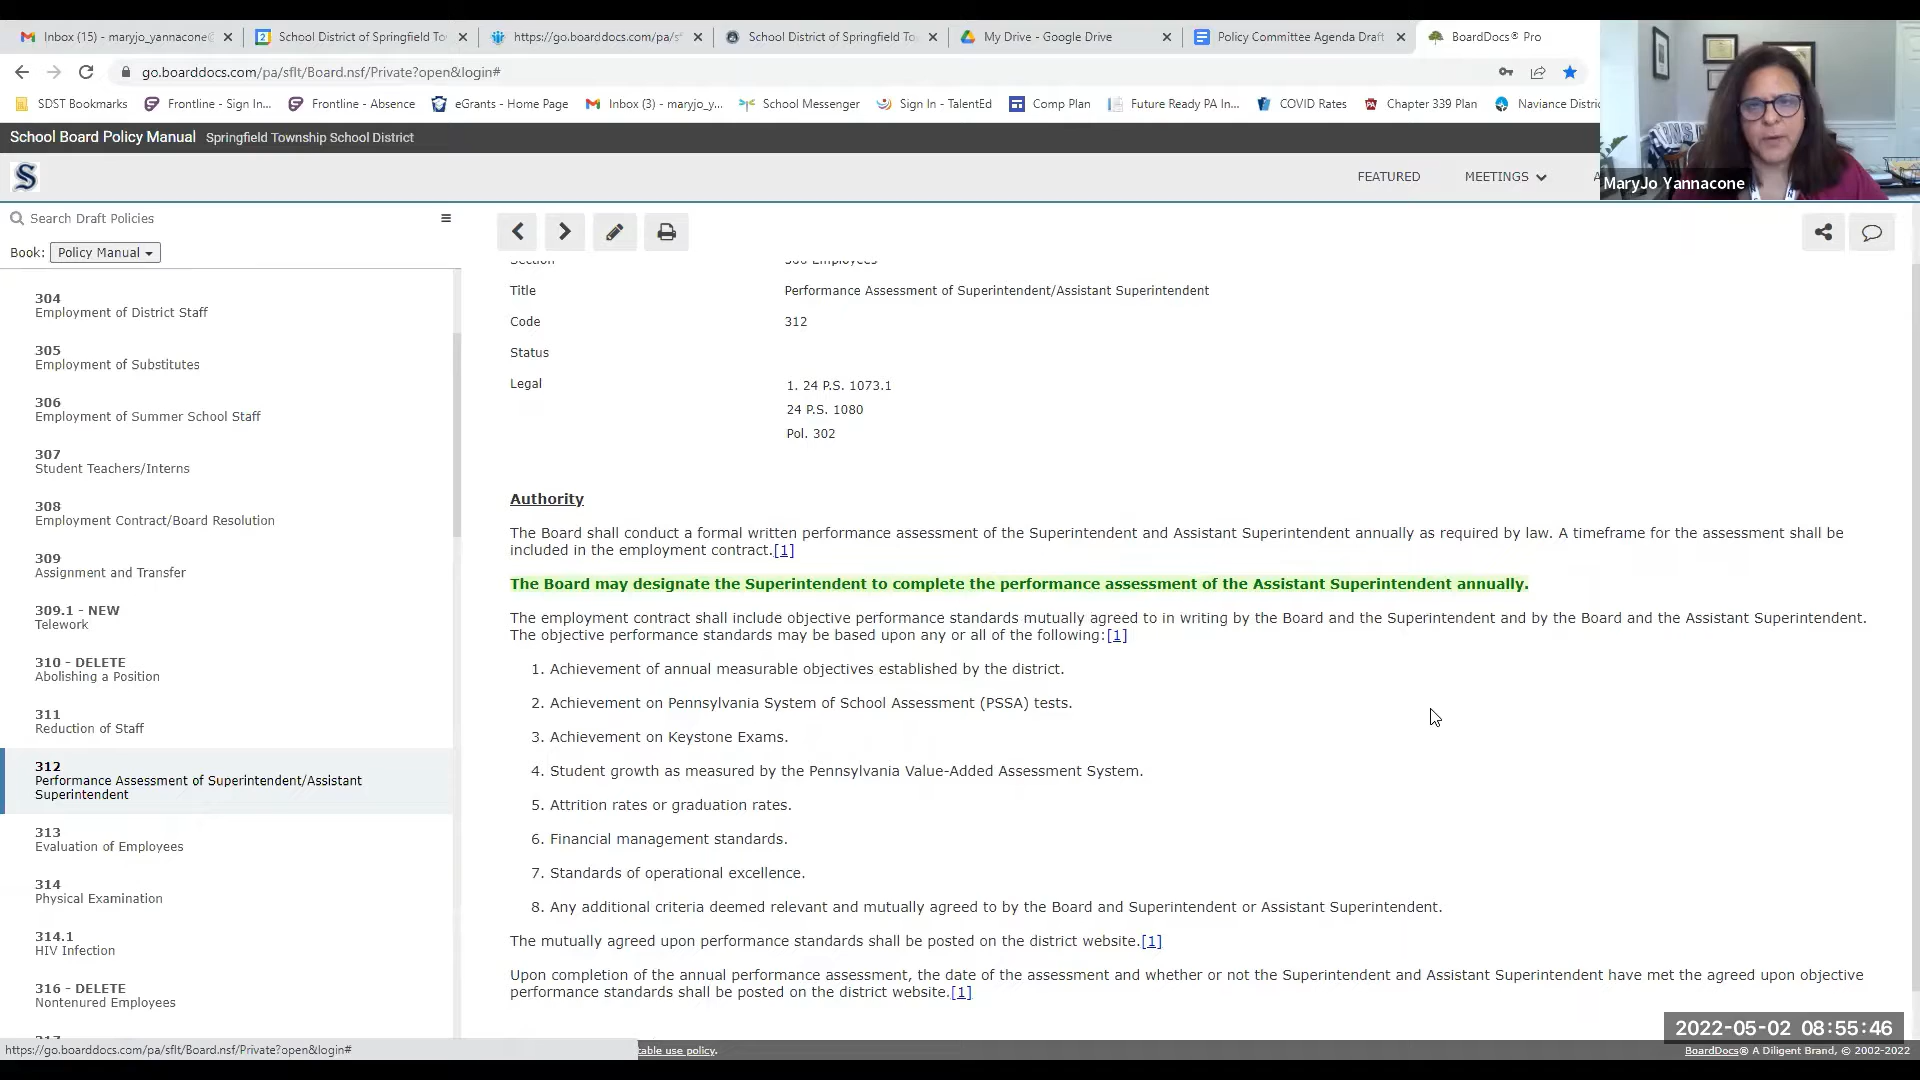 Inbox (15) - maryjo_yannacone@
School District of Springfield To
https://go.boarddocs.com/pa/sf
School District of Springfield To
My Drive - Google Drive
Policy Committee Agenda Draft
BoardDocs® Pro
go.boarddocs.com/pa/sflt/Board.nsf/Private?open&login#
SDST Bookmarks
Frontline - Sign In...
Frontline - Absence
eGrants - Home Page
Inbox (3) - maryjo_y...
School Messenger
Sign In - TalentEd
Comp Plan
Future Ready PA In...
COVID Rates
Chapter 339 Plan
Naviance Distric
School Board Policy Manual Springfield Township School District
S
FEATURED
MEETINGS
A
MaryJo Yannacone
Search Draft Policies
Book: Policy Manual
304
Employment of District Staff
305
Employment of Substitutes
306
Employment of Summer School Staff
307
Student Teachers/Interns
308
Employment Contract/Board Resolution
309
Assignment and Transfer
309.1 - NEW
Telework
310 - DELETE
Abolishing a Position
311
Reduction of Staff
312
Performance Assessment of Superintendent/Assistant
Superintendent
313
Evaluation of Employees
314
Physical Examination
314.1
HIV Infection
316 - DELETE
Nontenured Employees
317
Section 300 Employees
Title Performance Assessment of Superintendent/Assistant Superintendent
Code 312
Status
Legal 1. 24 P.S. 1073.1
24 P.S. 1080
Pol. 302
Authority
The Board shall conduct a formal written performance assessment of the Superintendent and Assistant Superintendent annually as required by law. A timeframe for the assessment shall be
included in the employment contract.[1]
The Board may designate the Superintendent to complete the performance assessment of the Assistant Superintendent annually.
The employment contract shall include objective performance standards mutually agreed to in writing by the Board and the Superintendent and by the Board and the Assistant Superintendent.
The objective performance standards may be based upon any or all of the following:[1]
1. Achievement of annual measurable objectives established by the district.
2. Achievement on Pennsylvania System of School Assessment (PSSA) tests.
3. Achievement on Keystone Exams.
4. Student growth as measured by the Pennsylvania Value-Added Assessment System.
5. Attrition rates or graduation rates.
6. Financial management standards.
7. Standards of operational excellence.
8. Any additional criteria deemed relevant and mutually agreed to by the Board and Superintendent or Assistant Superintendent.
The mutually agreed upon performance standards shall be posted on the district website.[1]
Upon completion of the annual performance assessment, the date of the assessment and whether or not the Superintendent and Assistant Superintendent have met the agreed upon objective
performance standards shall be posted on the district website.[1]
2022-05-02 08:55:46
https://go.boarddocs.com/pa/sflt/Board.nsf/Private?open&login#
table use policy.
BoardDocs® A Diligent Brand, © 2002-2022